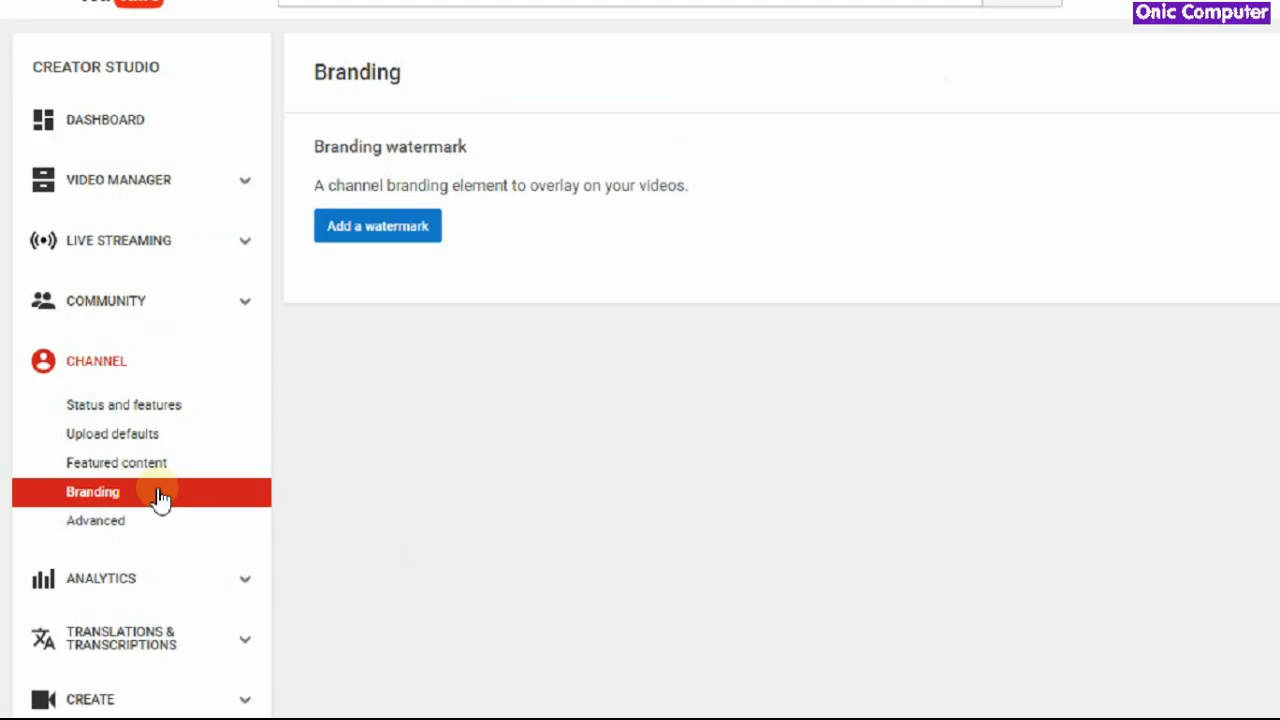 Onic Computer
CREATOR STUDIO
DASHBOARD
VIDEO MANAGER
LIVE STREAMING
COMMUNITY
CHANNEL
Status and features
Upload defaults
Featured content
Branding
Advanced
ANALYTICS
TRANSLATIONS &
TRANSCRIPTIONS
CREATE
Branding
Branding watermark
A channel branding element to overlay on your videos.
Add a watermark